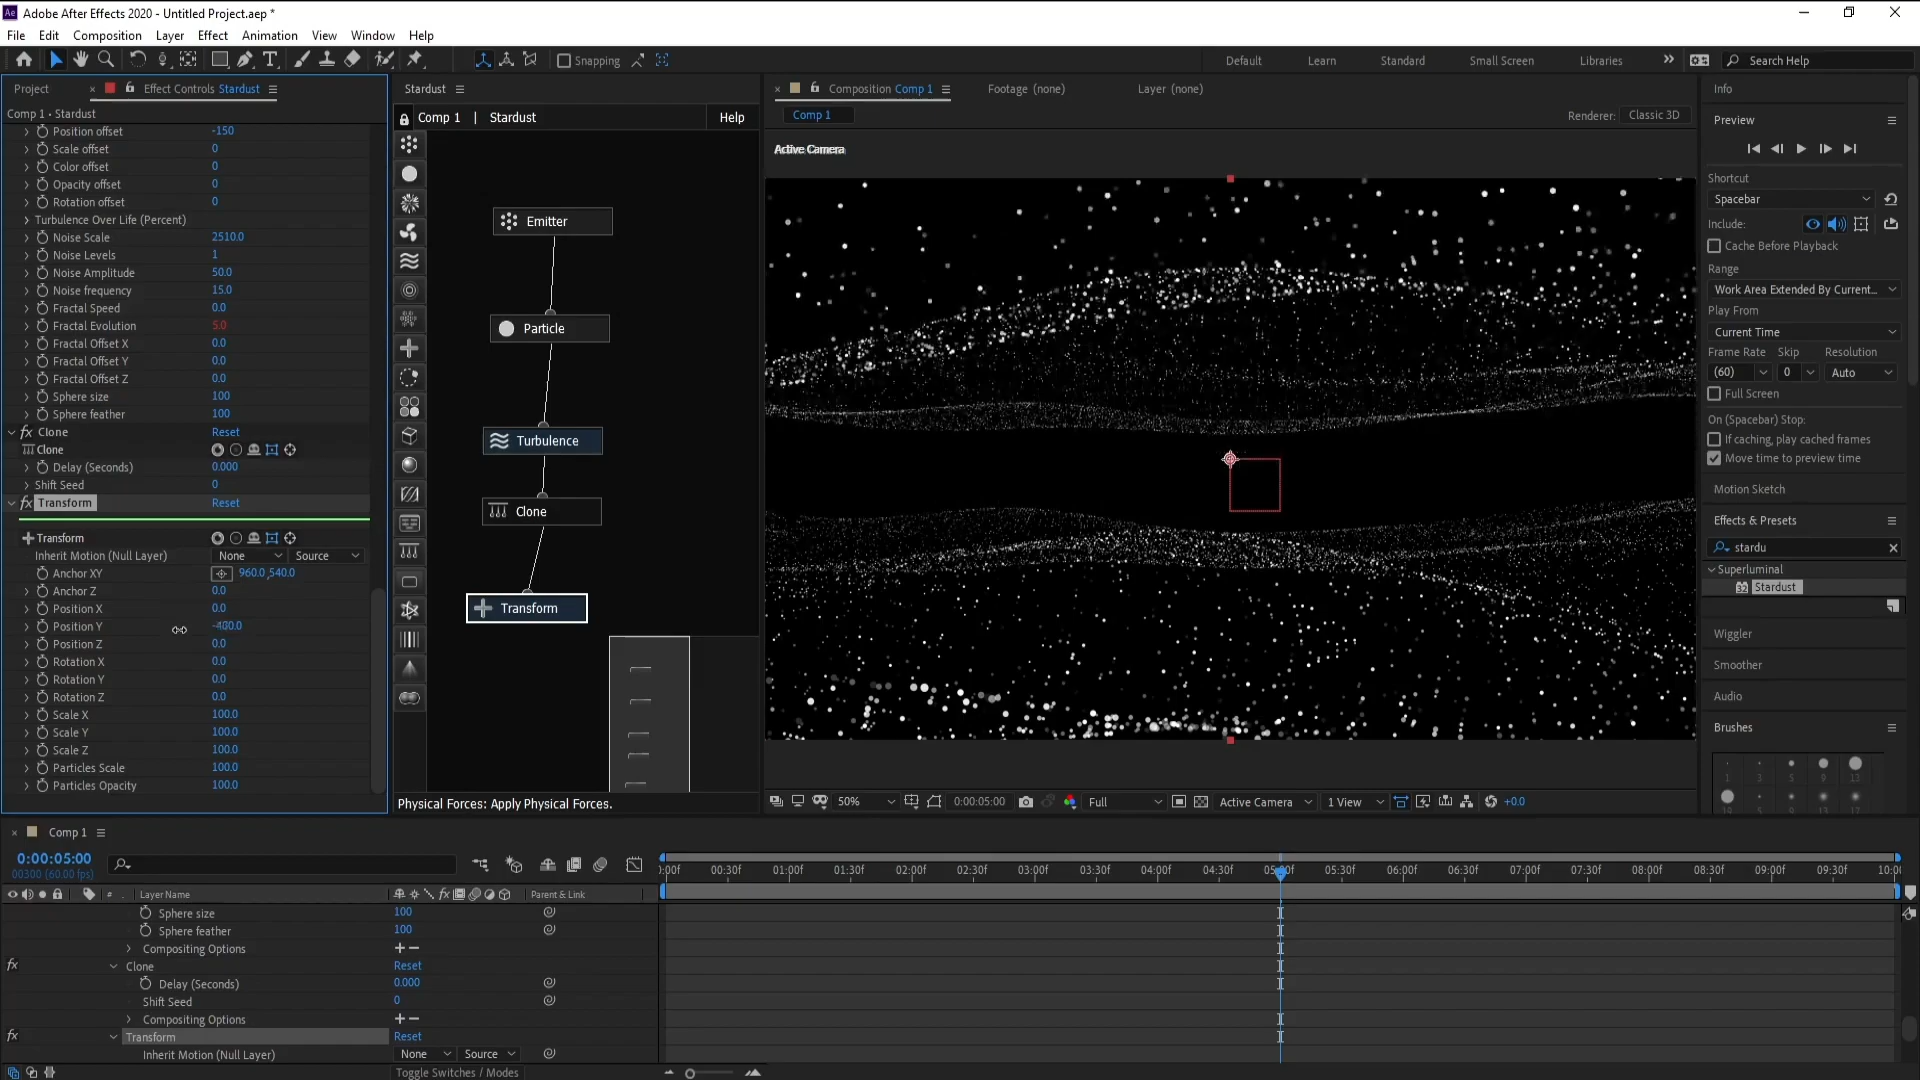 Adobe After Effects 2020 - Untitled Project.aep *
File Edit Composition Layer Effect Animation View Window Help
Snapping
Default Learn Standard Small Screen Libraries
Search Help
Project
Effect Controls Stardust
Comp 1 • Stardust
Position offset -150
Scale offset 0
Color offset 0
Opacity offset 0
Rotation offset 0
Turbulence Over Life (Percent)
Noise Scale 2510.0
Noise Levels 1
Noise Amplitude 50.0
Noise frequency 15.0
Fractal Speed 0.0
Fractal Evolution 5.0
Fractal Offset X 0.0
Fractal Offset Y 0.0
Fractal Offset Z 0.0
Sphere size 100
Sphere feather 100
fx Clone Reset
Clone
Delay (Seconds) 0.000
Shift Seed 0
fx Transform Reset
Transform
Inherit Motion (Null Layer) None Source
Anchor XY 960.0,540.0
Anchor Z 0.0
Position X 0.0
Position Y -400.0
Position Z 0.0
Rotation X 0.0
Rotation Y 0.0
Rotation Z 0.0
Scale X 100.0
Scale Y 100.0
Scale Z 100.0
Particles Scale 100.0
Particles Opacity 100.0
Stardust
Comp 1 | Stardust Help
Emitter
Particle
Turbulence
Clone
Transform
Physical Forces: Apply Physical Forces.
Composition Comp 1
Footage (none)
Layer (none)
Comp 1
Renderer: Classic 3D
Active Camera
50% 0:00:05:00 Full Active Camera 1 View +0.0
Info
Preview
Shortcut
Spacebar
Include:
Cache Before Playback
Range
Work Area Extended By Current...
Play From
Current Time
Frame Rate Skip Resolution
(60) 0 Auto
Full Screen
On (Spacebar) Stop:
If caching, play cached frames
Move time to preview time
Motion Sketch
Effects & Presets
stardu
Superluminal
32 Stardust
Wiggler
Smoother
Audio
Brushes
1 3 5 9 13
19 5 9 13 17
Comp 1
0:00:05:00
00300 (60.00 fps)
# Layer Name
fx
Parent & Link
:00f 00:30f 01:00f 01:30f 02:00f 02:30f 03:00f 03:30f 04:00f 04:30f 05:00f 05:30f 06:00f 06:30f 07:00f 07:30f 08:00f 08:30f 09:00f 09:30f 10:00
Sphere size 100
Sphere feather 100
Compositing Options +−
fx Clone Reset
Delay (Seconds) 0.000
Shift Seed 0
Compositing Options +−
fx Transform Reset
Inherit Motion (Null Layer) None Source
Toggle Switches / Modes